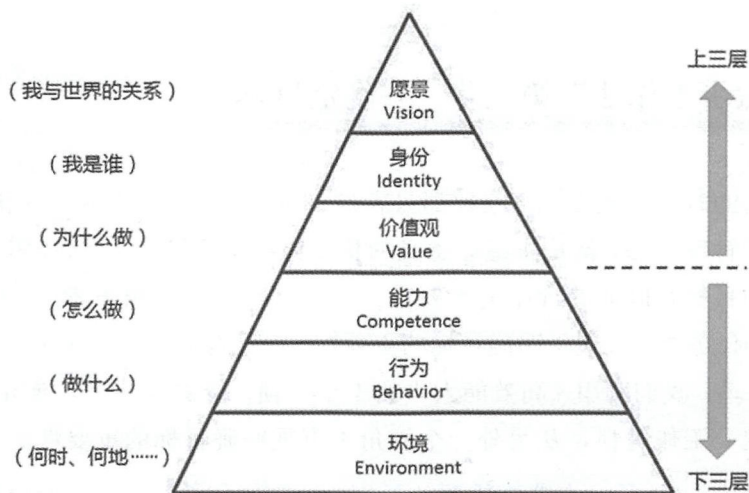 上三层
（我与世界的关系）
愿景
Vision
（我是谁）
身份
Identity
（为什么做）
价值观
Value
（怎么做）
能力
Competence
（做什么）
行为
Behavior
（何时、何地……）
环境
Environment
下三层